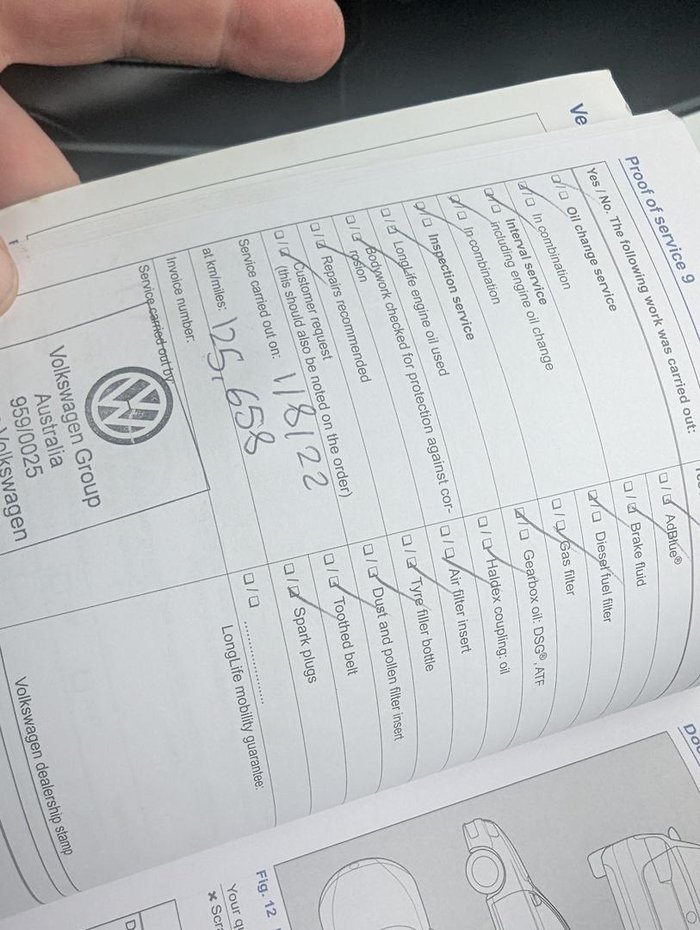 Ve
Proof of service 9
Yes / No. The following work was carried out:
❑/❑ Oil change service
❑/❑ In combination
❑/❑ Interval service
including engine oil change
❑/❑ In combination
❑/❑ Inspection service
❑/❑ LongLife engine oil used
❑/❑ Bodywork checked for protection against cor-
rosion
❑/❑ Repairs recommended
❑/❑ Customer request
(this should also be noted on the order)
Service carried out on: 1/8/22
at km/miles: 125,658
Invoice number:
Service carried out by:
Volkswagen Group
Australia
959/0025
Volkswagen
❑/❑ AdBlue®
❑/❑ Brake fluid
❑/❑ Diesel fuel filter
❑/❑ Gas filter
❑/❑ Gearbox oil: DSG®, ATF
❑/❑ Haldex coupling: oil
❑/❑ Air filter insert
❑/❑ Tyre filler bottle
❑/❑ Dust and pollen filter insert
❑/❑ Toothed belt
❑/❑ Spark plugs
❑/❑ ....................
LongLife mobility guarantee:
Volkswagen dealership stamp
Fig. 12